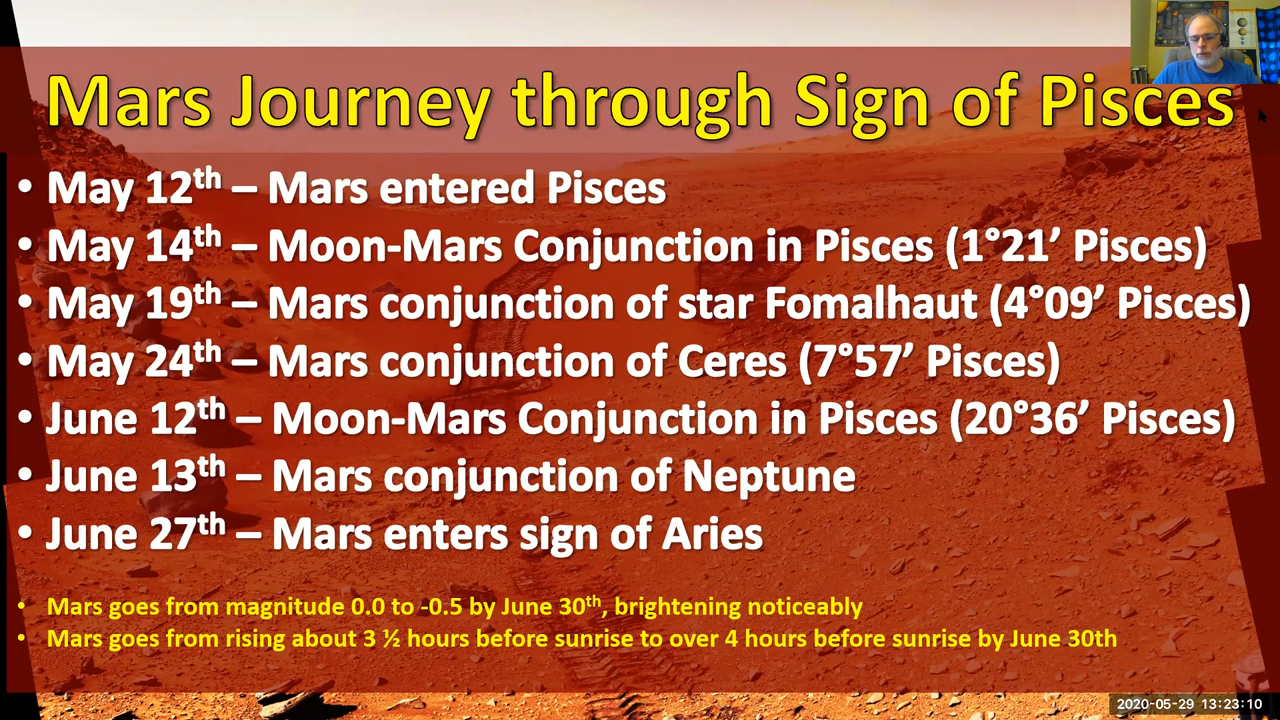 Mars Journey through Sign of Pisces
• May 12th – Mars entered Pisces
• May 14th – Moon-Mars Conjunction in Pisces (1°21’ Pisces)
• May 19th – Mars conjunction of star Fomalhaut (4°09’ Pisces)
• May 24th – Mars conjunction of Ceres (7°57’ Pisces)
• June 12th – Moon-Mars Conjunction in Pisces (20°36’ Pisces)
• June 13th – Mars conjunction of Neptune
• June 27th – Mars enters sign of Aries
• Mars goes from magnitude 0.0 to -0.5 by June 30th, brightening noticeably
• Mars goes from rising about 3 ½ hours before sunrise to over 4 hours before sunrise by June 30th
2020-05-29 13:23:10